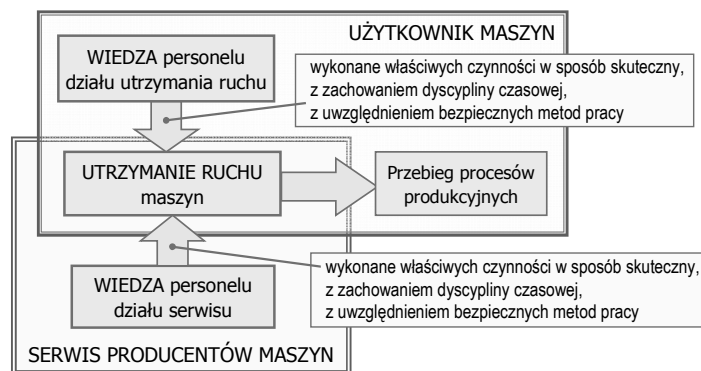 UŻYTKOWNIK MASZYN
WIEDZA personelu
działu utrzymania ruchu
wykonane właściwych czynności w sposób skuteczny,
z zachowaniem dyscypliny czasowej,
z uwzględnieniem bezpiecznych metod pracy
UTRZYMANIE RUCHU
maszyn
Przebieg procesów
produkcyjnych
WIEDZA personelu
działu serwisu
wykonane właściwych czynności w sposób skuteczny,
z zachowaniem dyscypliny czasowej,
z uwzględnieniem bezpiecznych metod pracy
SERWIS PRODUCENTÓW MASZYN